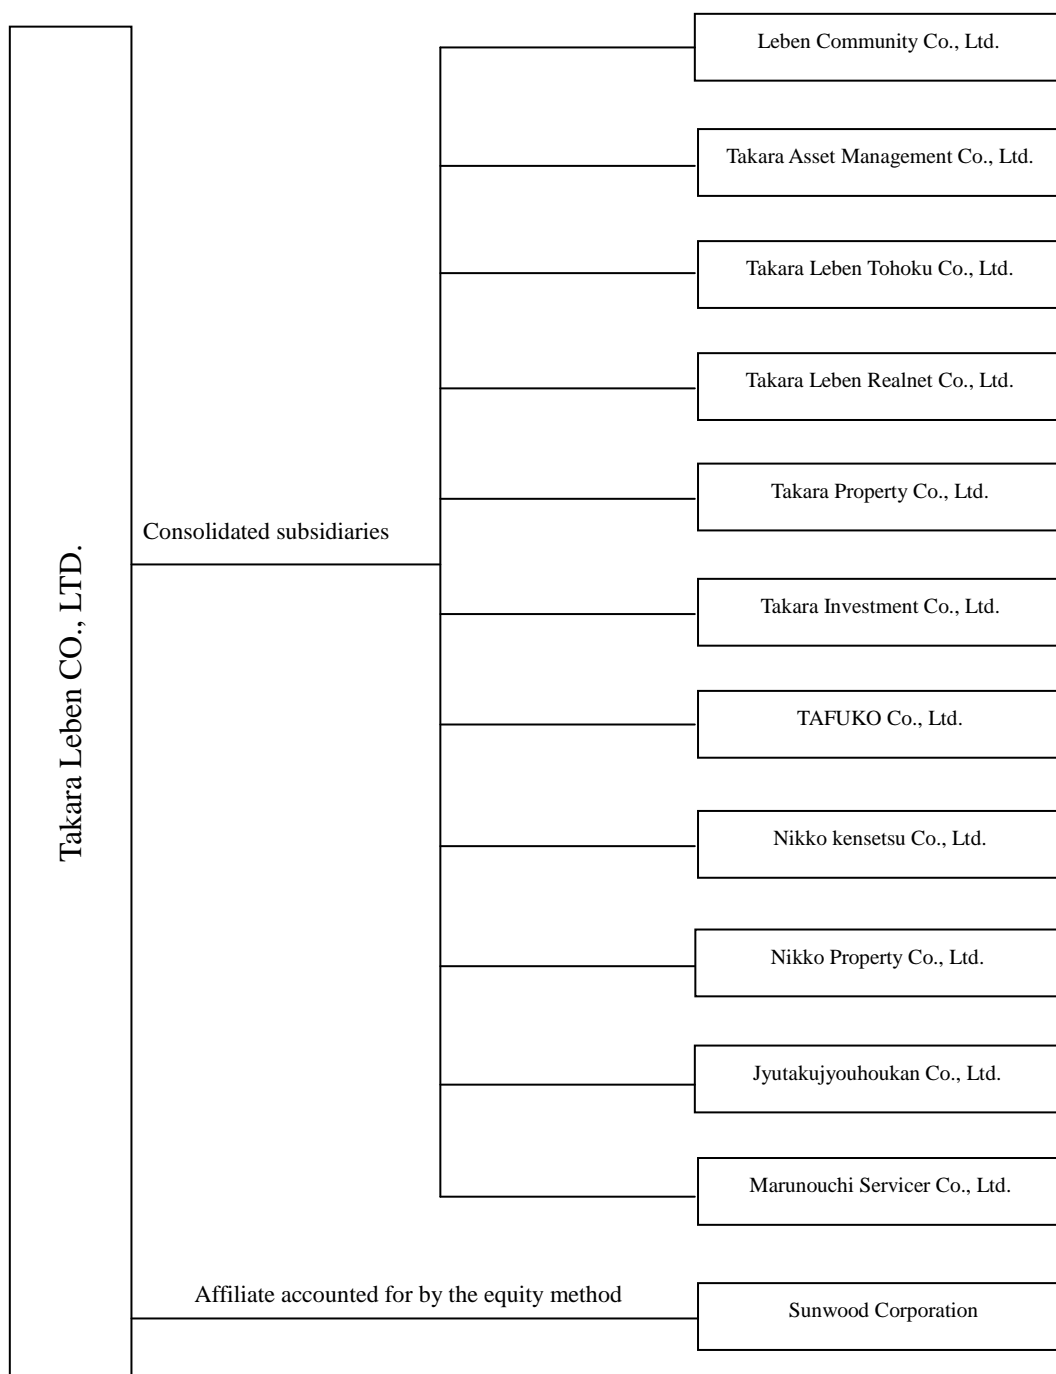 Takara Leben CO., LTD.
Consolidated subsidiaries
Leben Community Co., Ltd.
Takara Asset Management Co., Ltd.
Takara Leben Tohoku Co., Ltd.
Takara Leben Realnet Co., Ltd.
Takara Property Co., Ltd.
Takara Investment Co., Ltd.
TAFUKO Co., Ltd.
Nikko kensetsu Co., Ltd.
Nikko Property Co., Ltd.
Jyutakujyouhoukan Co., Ltd.
Marunouchi Servicer Co., Ltd.
Affiliate accounted for by the equity method
Sunwood Corporation